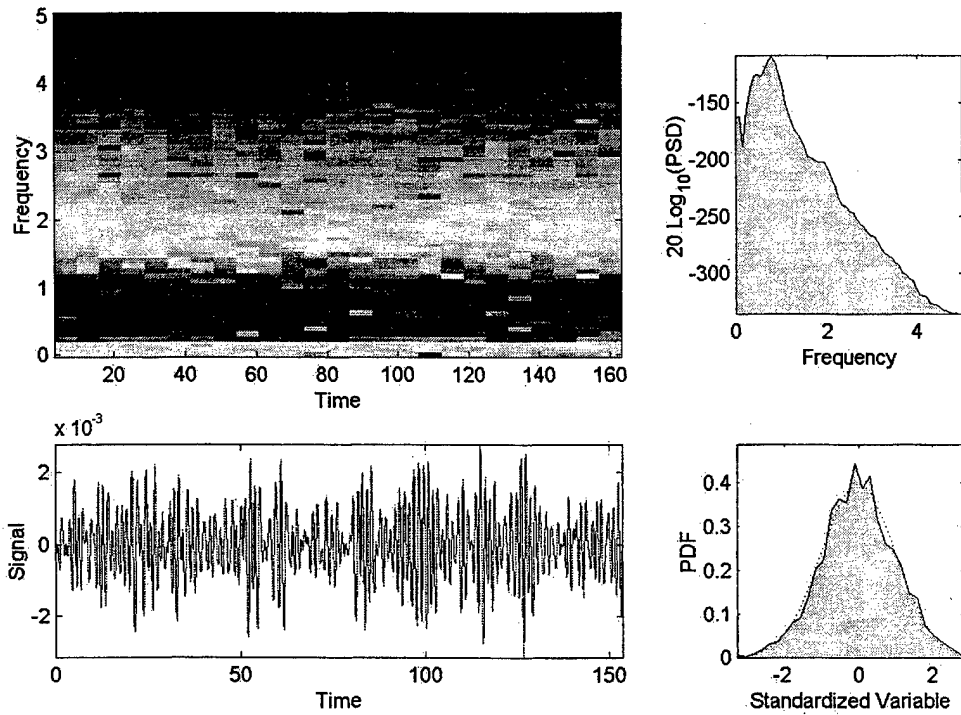 5
4
3
2
1
0
Frequency
20 40 60 80 100 120 140 160
Time
-150
-200
-250
-300
20 Log10(PSD)
0 2 4
Frequency
x 10-3
2
0
-2
Signal
0 50 100 150
Time
0.4
0.3
0.2
0.1
0
PDF
-2 0 2
Standardized Variable